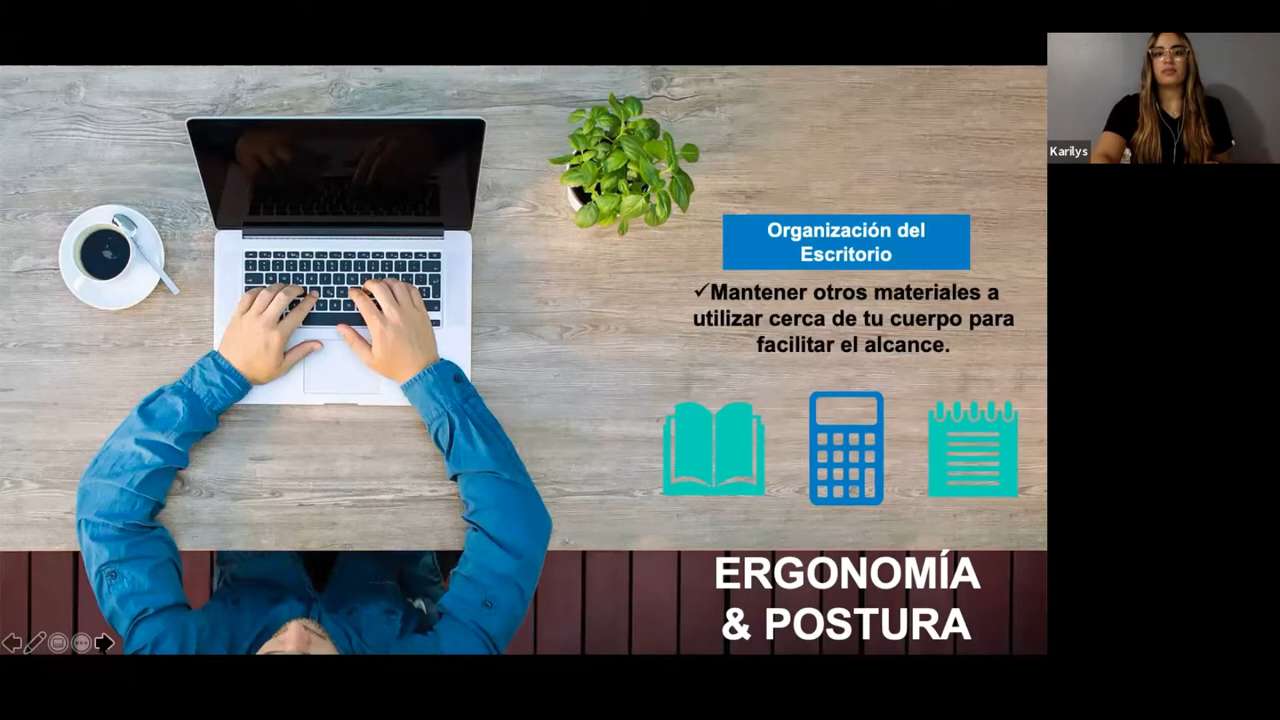 Karilys
Organización del
Escritorio
✓Mantener otros materiales a
utilizar cerca de tu cuerpo para
facilitar el alcance.
ERGONOMÍA
& POSTURA